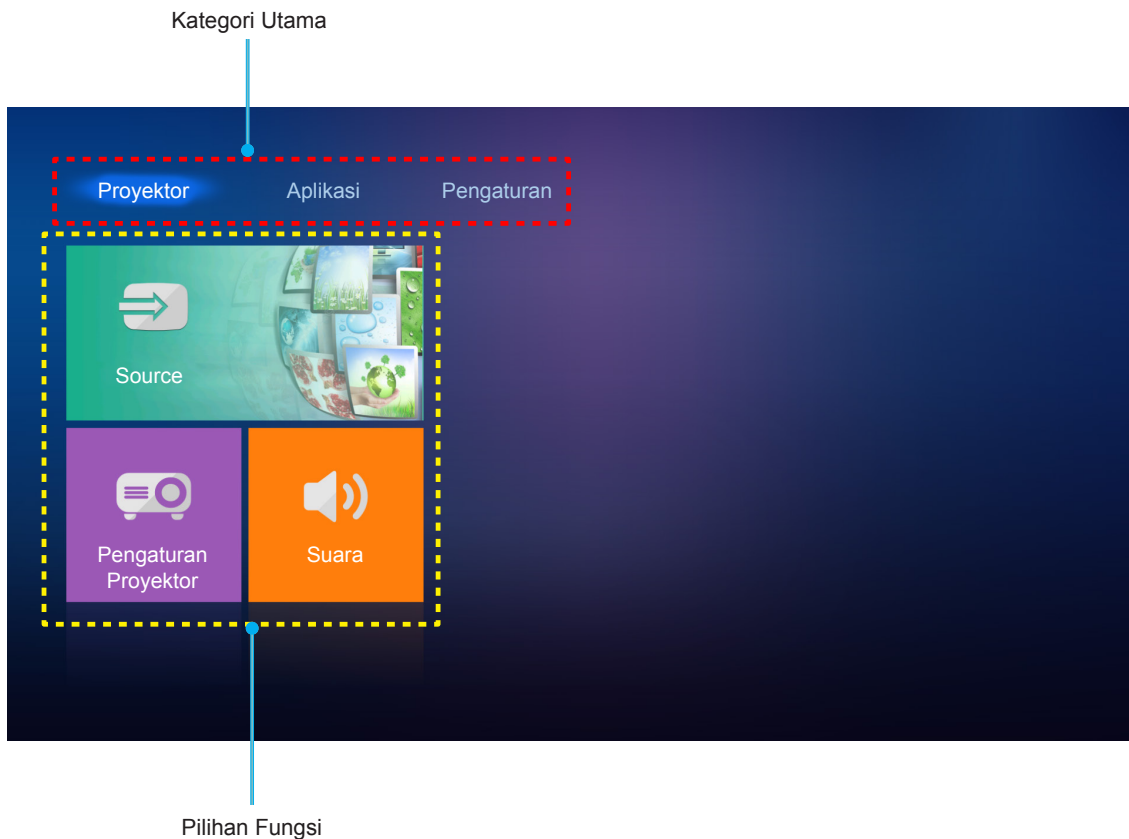 Kategori Utama
Proyektor
Aplikasi
Pengaturan
Source
Pengaturan
Proyektor
Suara
Pilihan Fungsi